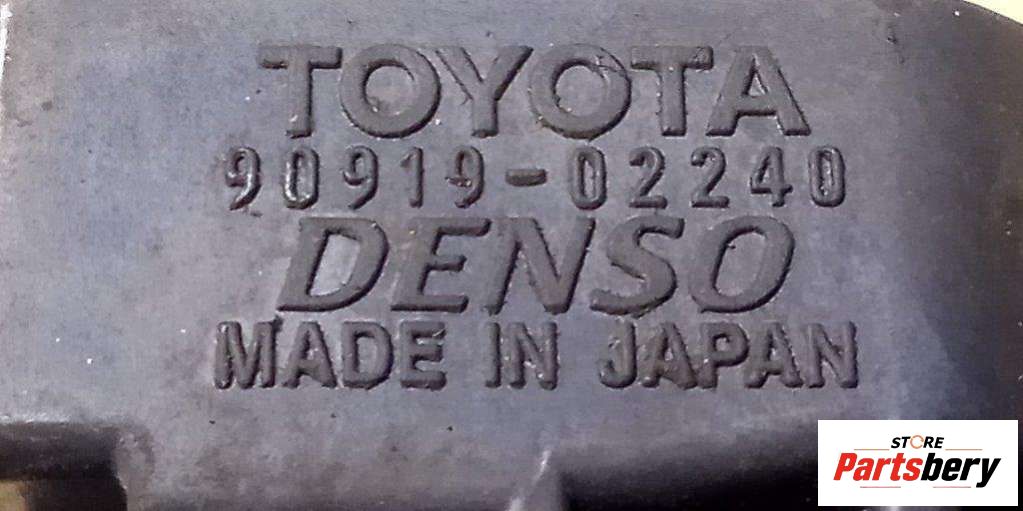 TOYOTA
90919-02240
DENSO
MADE IN JAPAN
STORE
Partsbery